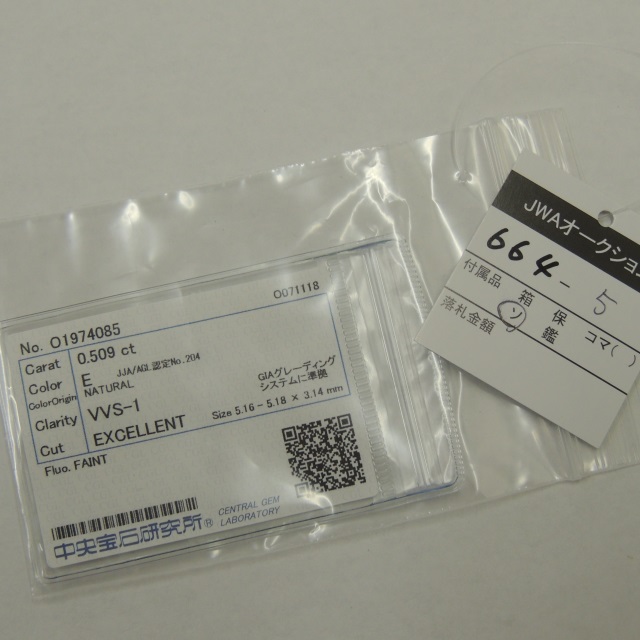 No. O1974085
O071118
Carat 0.509 ct
Color E JJA/AGL認定No.204
ColorOrigin NATURAL
GIAグレーディング
システムに準拠
Clarity VVS-1
Size 5.16 - 5.18 × 3.14 mm
Cut EXCELLENT
Fluo. FAINT
中央宝石研究所®
CENTRAL GEM
LABORATORY
JWAオークション
664-5
付属品 箱 保 コマ( )
ソ 鑑
落札金額